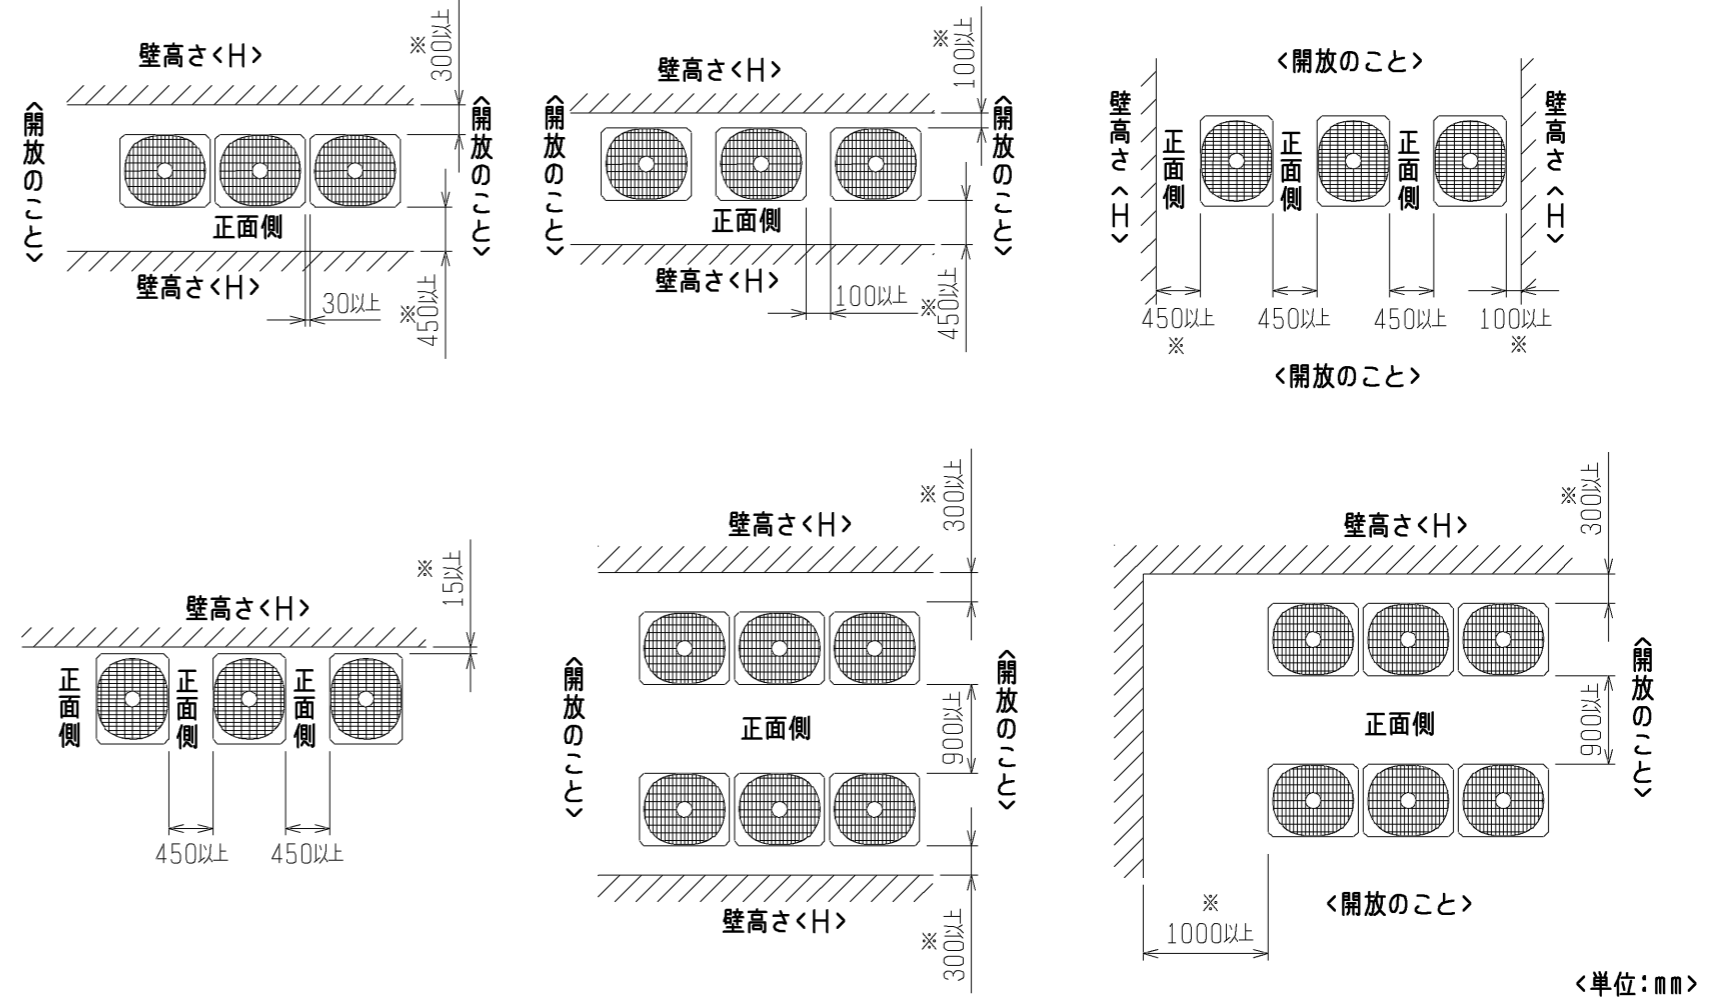 壁高さ<H>
※
300以上
<開放のこと>
<開放のこと>
正面側
壁高さ<H>
30以上
※
450以上
壁高さ<H>
※
100以上
<開放のこと>
<開放のこと>
正面側
壁高さ<H>
100以上
※
450以上
<開放のこと>
壁高さ<H>
正面側
正面側
正面側
壁高さ<H>
450以上
450以上
450以上
100以上
※
※
<開放のこと>
※
15以上
壁高さ<H>
正面側
正面側
正面側
450以上
450以上
※
300以上
壁高さ<H>
<開放のこと>
<開放のこと>
正面側
900以上
壁高さ<H>
※
300以上
※
300以上
壁高さ<H>
<開放のこと>
正面側
900以上
<開放のこと>
※
1000以上
<単位:mm>